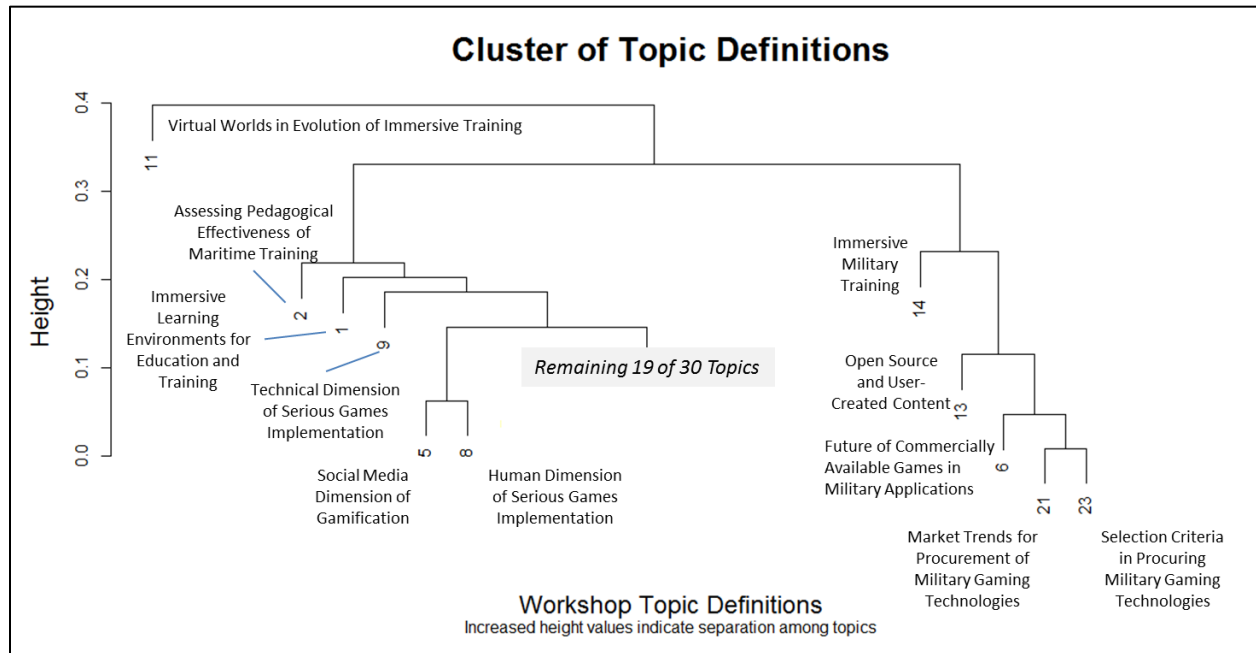 Cluster of Topic Definitions
Height
0.4
0.3
0.2
0.1
0.0
Virtual Worlds in Evolution of Immersive Training
11
Assessing Pedagogical
Effectiveness of
Maritime Training
2
Immersive
Learning
Environments for
Education and
Training
1
9
Technical Dimension
of Serious Games
Implementation
Remaining 19 of 30 Topics
5
8
Social Media
Dimension of
Gamification
Human Dimension
of Serious Games
Implementation
Immersive
Military
Training
14
Open Source
and User-
Created Content
13
Future of Commercially
Available Games in
Military Applications
6
21
23
Market Trends for
Procurement of
Military Gaming
Technologies
Selection Criteria
in Procuring
Military Gaming
Technologies
Workshop Topic Definitions
Increased height values indicate separation among topics